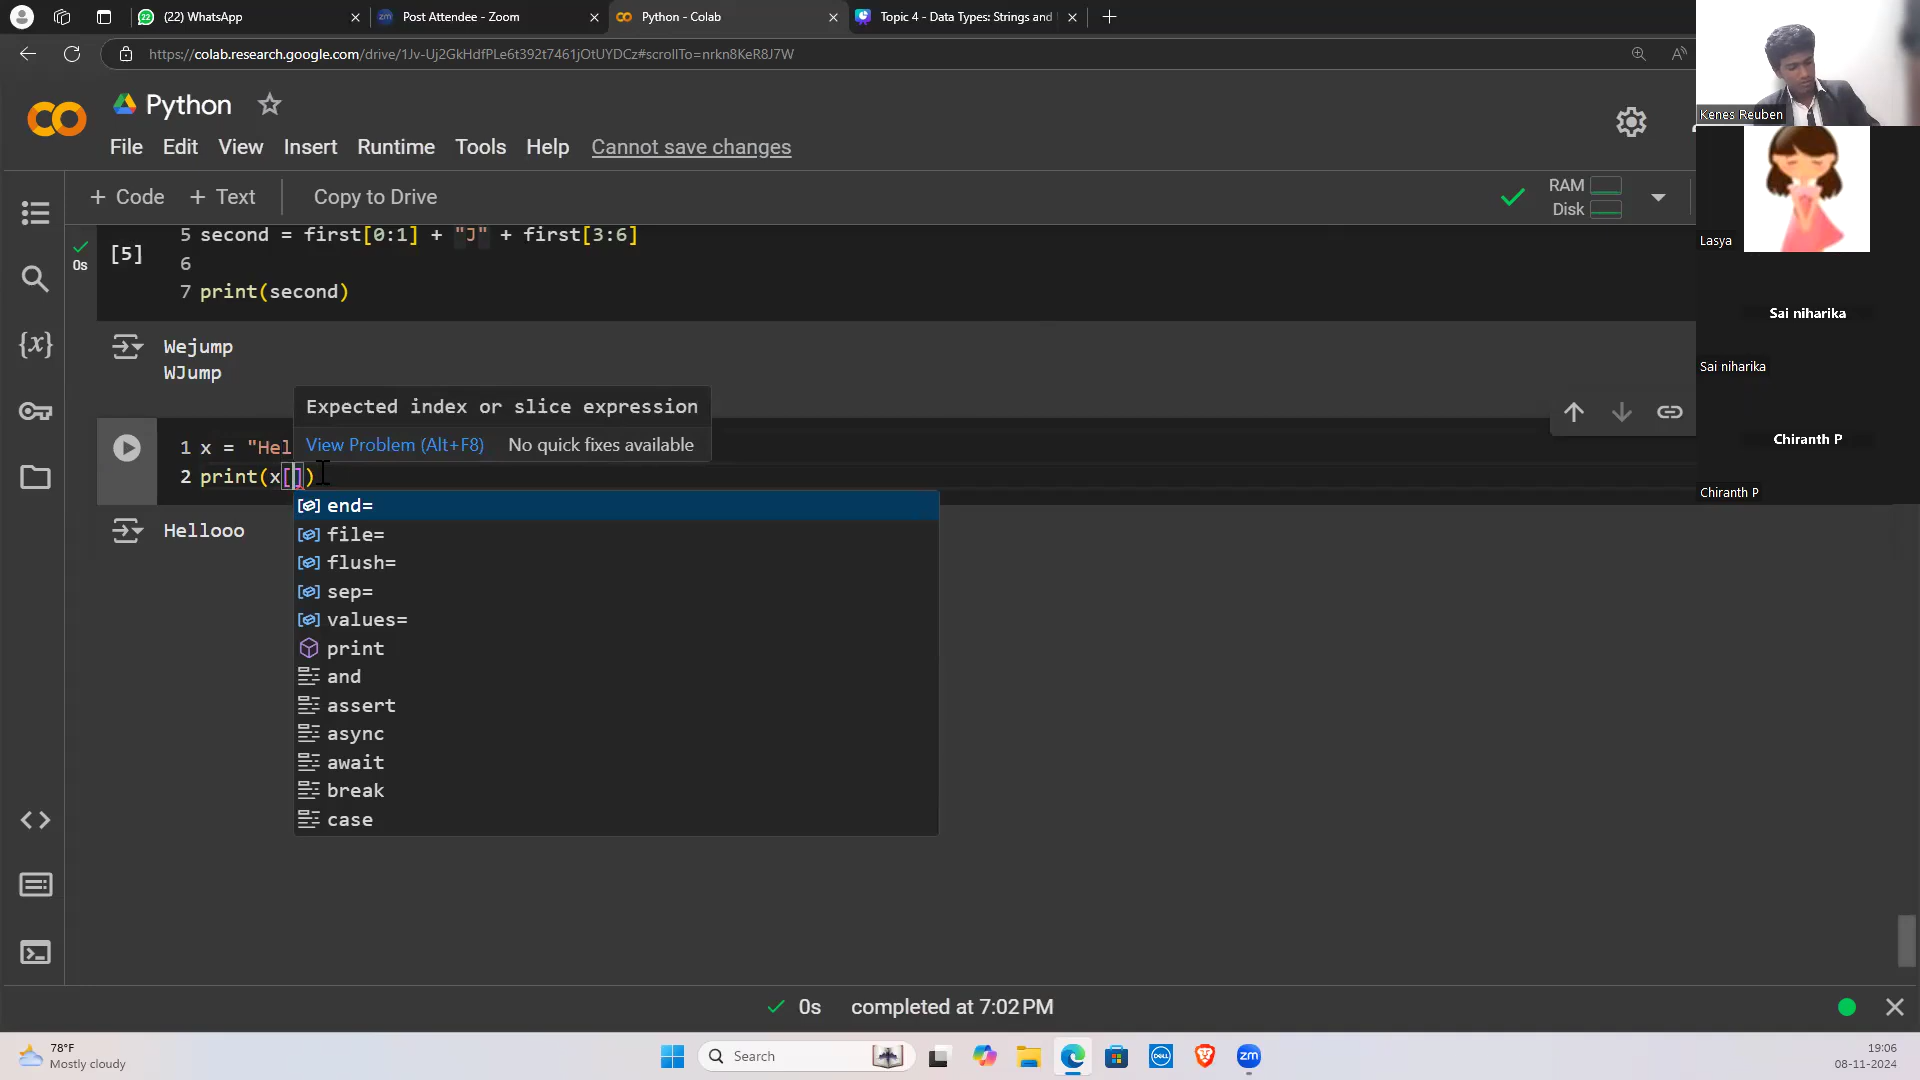 (22) WhatsApp
Post Attendee - Zoom
Python - Colab
Topic 4 - Data Types: Strings and
https://colab.research.google.com/drive/1Jv-Uj2GkHdfPLe6t392t7461jOtUYDCz#scrollTo=nrkn8KeR8J7W
Python
File Edit View Insert Runtime Tools Help Cannot save changes
+ Code + Text Copy to Drive
RAM
Disk
0s
[5]
5 second = first[0:1] + "J" + first[3:6]
6
7 print(second)
Wejump
WJump
Expected index or slice expression
View Problem (Alt+F8) No quick fixes available
1 x = "Hel
2 print(x[])
Hellooo
end=
file=
flush=
sep=
values=
print
and
assert
async
await
break
case
0s completed at 7:02 PM
Kenes Reuben
Lasya
Sai niharika
Sai niharika
Chiranth P
Chiranth P
78°F
Mostly cloudy
Search
DELL
zm
19:06
08-11-2024